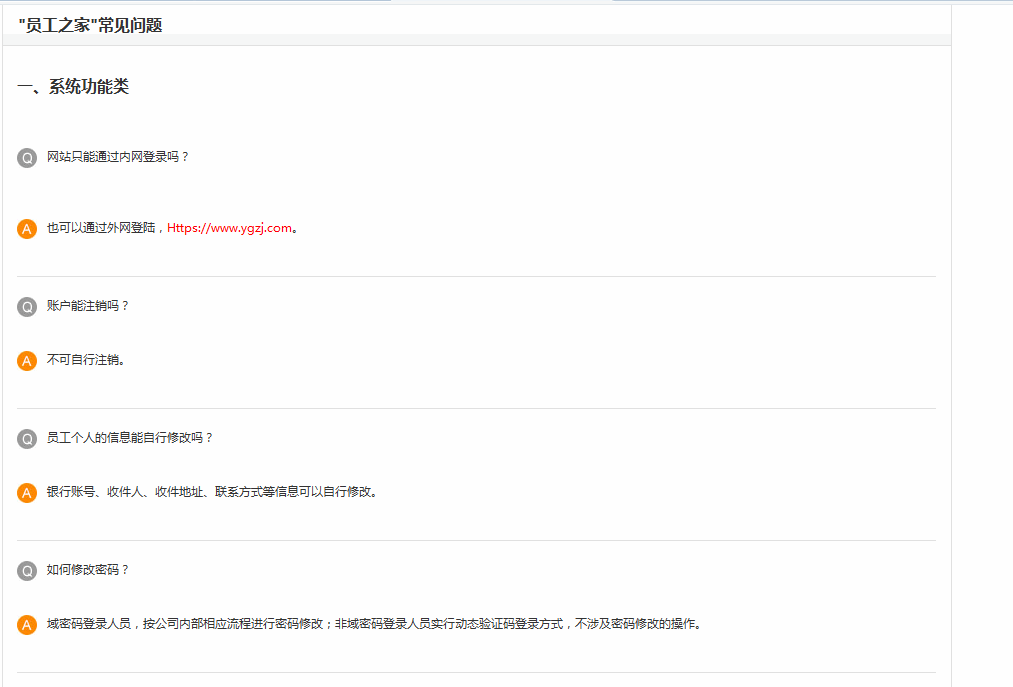 "员工之家"常见问题
一、系统功能类
Q 网站只能通过内网登录吗？
A 也可以通过外网登陆，Https://www.ygzj.com。
Q 账户能注销吗？
A 不可自行注销。
Q 员工个人的信息能自行修改吗？
A 银行账号、收件人、收件地址、联系方式等信息可以自行修改。
Q 如何修改密码？
A 域密码登录人员，按公司内部相应流程进行密码修改；非域密码登录人员实行动态验证码登录方式，不涉及密码修改的操作。